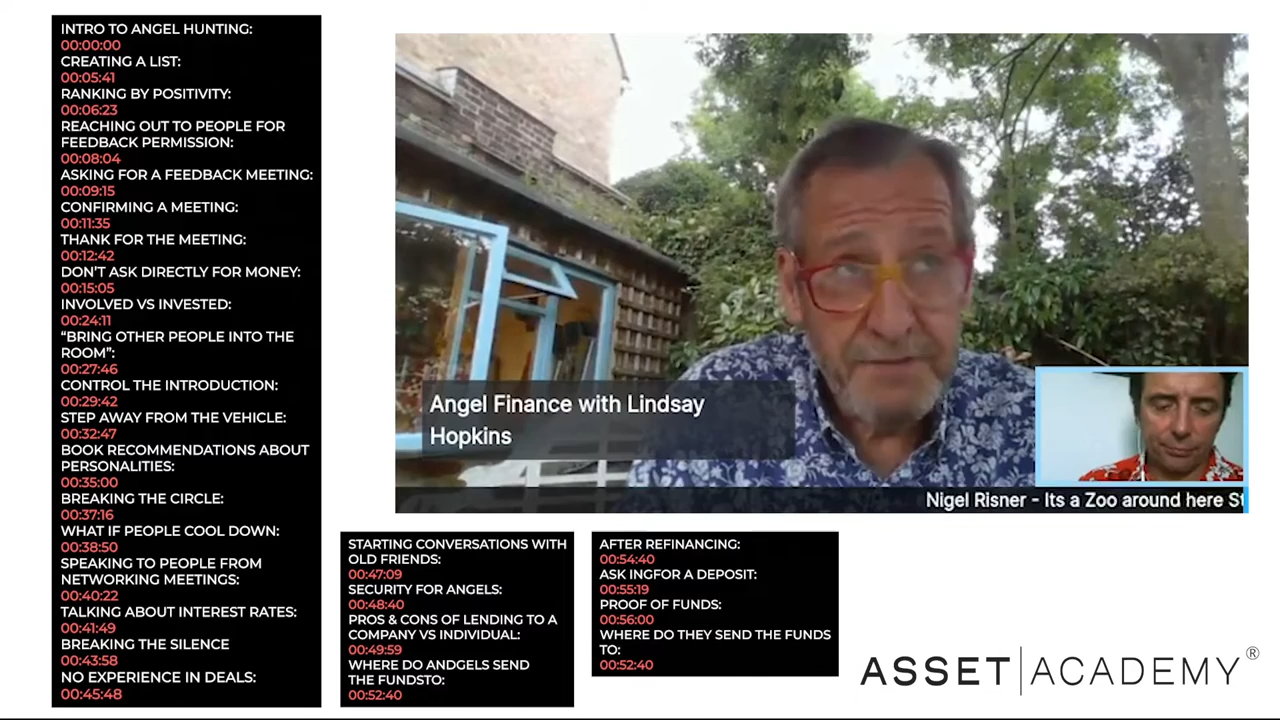 INTRO TO ANGEL HUNTING:
00:00:00
CREATING A LIST:
00:05:41
RANKING BY POSITIVITY:
00:06:23
REACHING OUT TO PEOPLE FOR
FEEDBACK PERMISSION:
00:08:04
ASKING FOR A FEEDBACK MEETING:
00:09:15
CONFIRMING A MEETING:
00:11:35
THANK FOR THE MEETING:
00:12:42
DON'T ASK DIRECTLY FOR MONEY:
00:15:05
INVOLVED VS INVESTED:
00:24:11
“BRING OTHER PEOPLE INTO THE
ROOM”:
00:27:46
CONTROL THE INTRODUCTION:
00:29:42
STEP AWAY FROM THE VEHICLE:
00:32:47
BOOK RECOMMENDATIONS ABOUT
PERSONALITIES:
00:35:00
BREAKING THE CIRCLE:
00:37:16
WHAT IF PEOPLE COOL DOWN:
00:38:50
SPEAKING TO PEOPLE FROM
NETWORKING MEETINGS:
00:40:22
TALKING ABOUT INTEREST RATES:
00:41:49
BREAKING THE SILENCE
00:43:58
NO EXPERIENCE IN DEALS:
00:45:48
Angel Finance with Lindsay
Hopkins
Nigel Risner - Its a Zoo around here St
STARTING CONVERSATIONS WITH
OLD FRIENDS:
00:47:09
SECURITY FOR ANGELS:
00:48:40
PROS & CONS OF LENDING TO A
COMPANY VS INDIVIDUAL:
00:49:59
WHERE DO ANDGELS SEND
THE FUNDSTO:
00:52:40
AFTER REFINANCING:
00:54:40
ASK INGFOR A DEPOSIT:
00:55:19
PROOF OF FUNDS:
00:56:00
WHERE DO THEY SEND THE FUNDS
TO:
00:52:40
ASSET|ACADEMY®